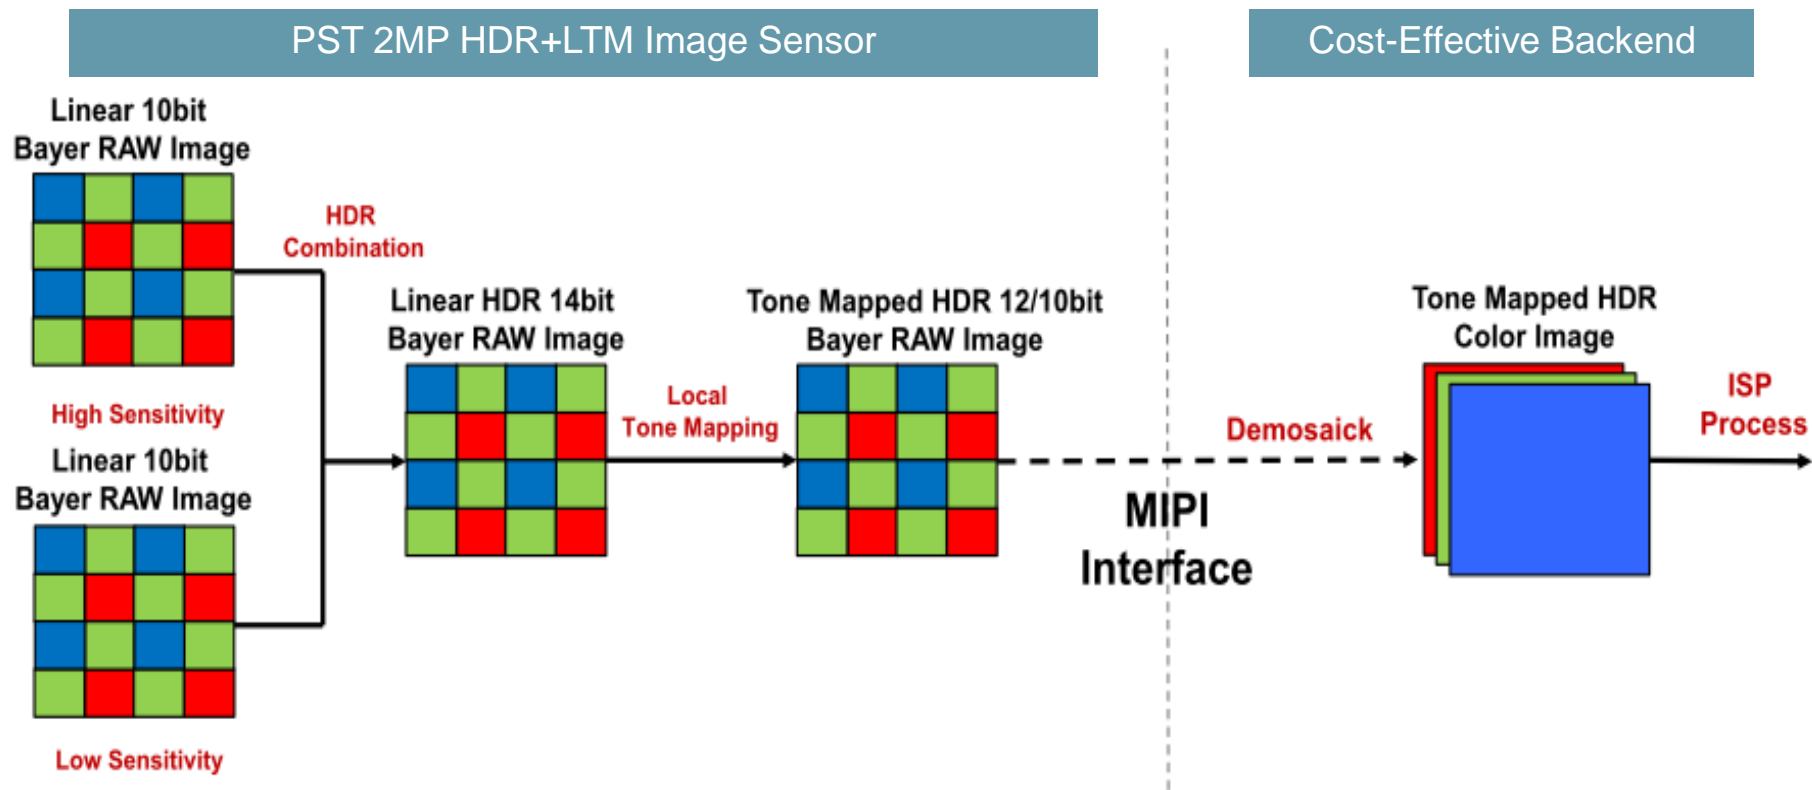 PST 2MP HDR+LTM Image Sensor
Cost-Effective Backend
Linear 10bit
Bayer RAW Image
High Sensitivity
Linear 10bit
Bayer RAW Image
Low Sensitivity
HDR
Combination
Linear HDR 14bit
Bayer RAW Image
Local
Tone Mapping
Tone Mapped HDR 12/10bit
Bayer RAW Image
MIPI
Interface
Demosaick
Tone Mapped HDR
Color Image
ISP
Process